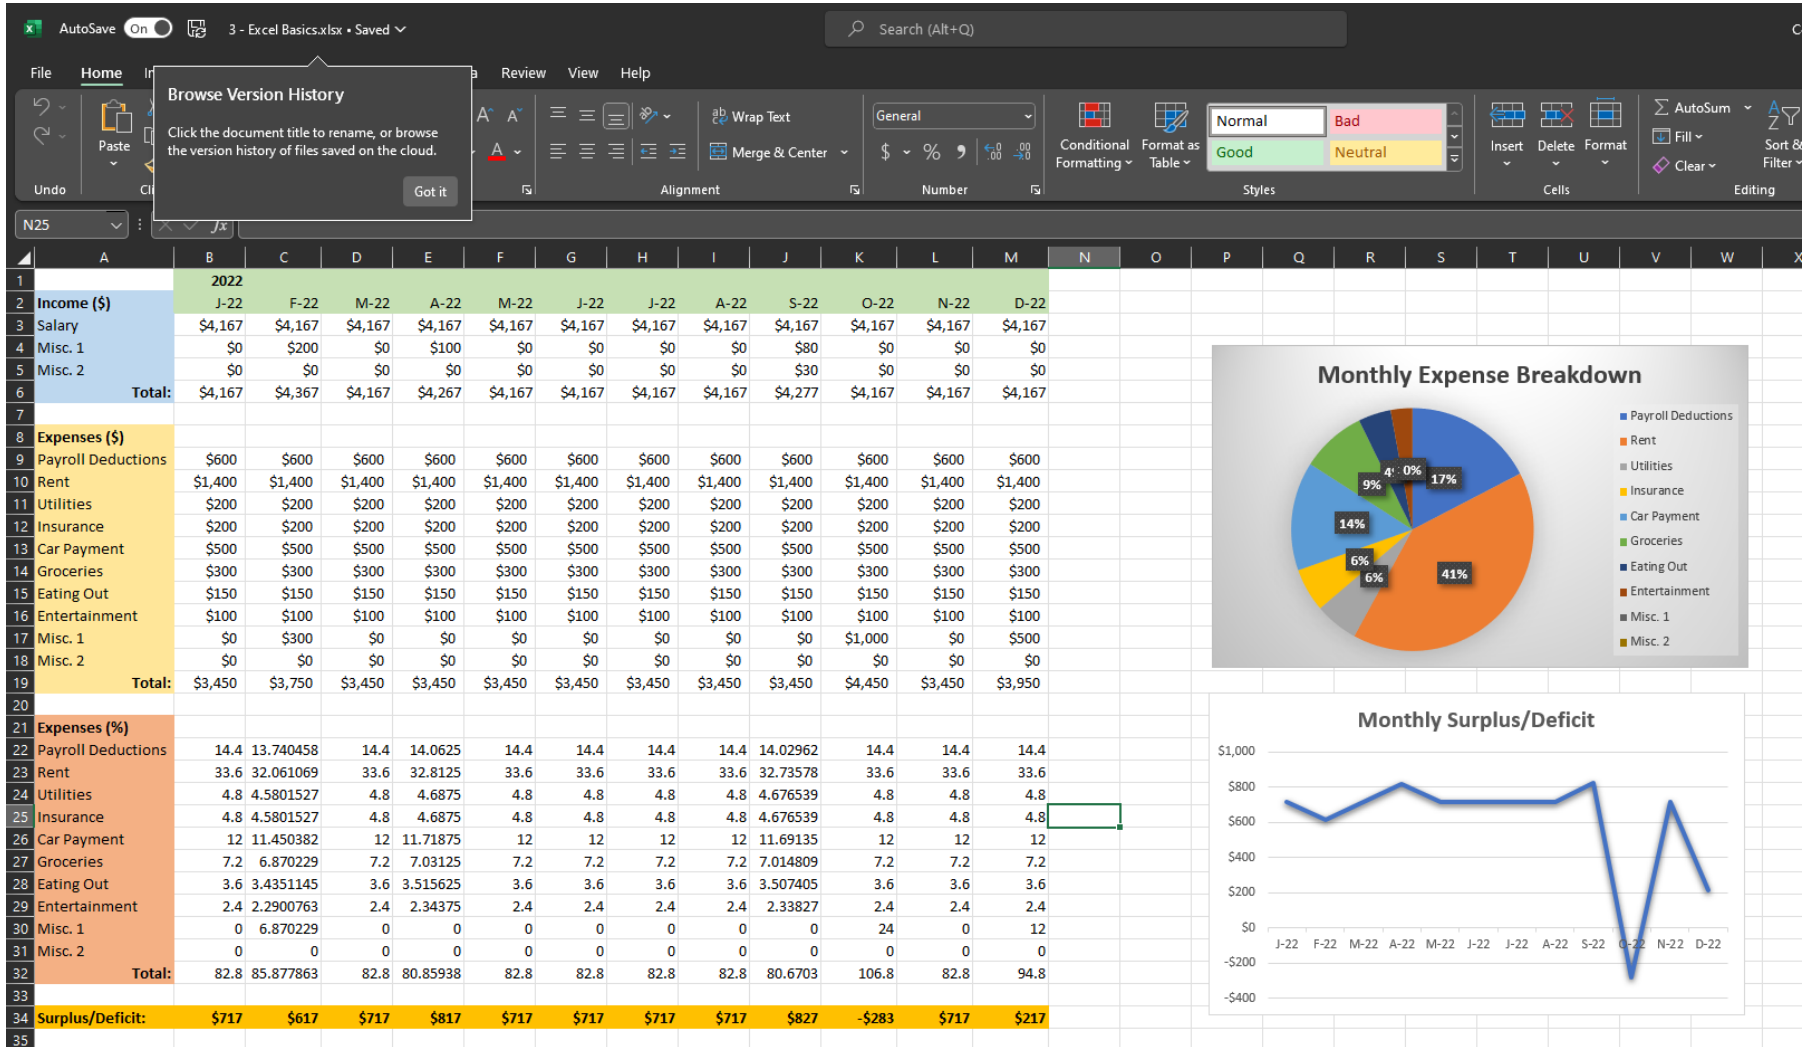 AutoSave On 3 - Excel Basics.xlsx • Saved Search (Alt+Q)
File Home Review View Help
Browse Version History
Click the document title to rename, or browse
the version history of files saved on the cloud.
Got it
Paste
Undo
A A A
ab Wrap Text
Merge & Center
Alignment
General
$ % 9
Number
Conditional Formatting
Format as Table
Normal Bad
Good Neutral
Styles
Insert Delete Format
Cells
AutoSum
Fill
Clear
Sort &
Filter
Editing
N25 fx
A B C D E F G H I J K L M N O P Q R S T U V W X
1 2022
2 Income ($) J-22 F-22 M-22 A-22 M-22 J-22 J-22 A-22 S-22 O-22 N-22 D-22
3 Salary $4,167 $4,167 $4,167 $4,167 $4,167 $4,167 $4,167 $4,167 $4,167 $4,167 $4,167 $4,167
4 Misc. 1 $0 $200 $0 $100 $0 $0 $0 $0 $80 $0 $0 $0
5 Misc. 2 $0 $0 $0 $0 $0 $0 $0 $0 $30 $0 $0 $0
6 Total: $4,167 $4,367 $4,167 $4,267 $4,167 $4,167 $4,167 $4,167 $4,277 $4,167 $4,167 $4,167
7
8 Expenses ($)
9 Payroll Deductions $600 $600 $600 $600 $600 $600 $600 $600 $600 $600 $600 $600
10 Rent $1,400 $1,400 $1,400 $1,400 $1,400 $1,400 $1,400 $1,400 $1,400 $1,400 $1,400 $1,400
11 Utilities $200 $200 $200 $200 $200 $200 $200 $200 $200 $200 $200 $200
12 Insurance $200 $200 $200 $200 $200 $200 $200 $200 $200 $200 $200 $200
13 Car Payment $500 $500 $500 $500 $500 $500 $500 $500 $500 $500 $500 $500
14 Groceries $300 $300 $300 $300 $300 $300 $300 $300 $300 $300 $300 $300
15 Eating Out $150 $150 $150 $150 $150 $150 $150 $150 $150 $150 $150 $150
16 Entertainment $100 $100 $100 $100 $100 $100 $100 $100 $100 $100 $100 $100
17 Misc. 1 $0 $300 $0 $0 $0 $0 $0 $0 $0 $1,000 $0 $500
18 Misc. 2 $0 $0 $0 $0 $0 $0 $0 $0 $0 $0 $0 $0
19 Total: $3,450 $3,750 $3,450 $3,450 $3,450 $3,450 $3,450 $3,450 $3,450 $4,450 $3,450 $3,950
20
21 Expenses (%)
22 Payroll Deductions 14.4 13.740458 14.4 14.0625 14.4 14.4 14.4 14.4 14.02962 14.4 14.4 14.4
23 Rent 33.6 32.061069 33.6 32.8125 33.6 33.6 33.6 33.6 32.73578 33.6 33.6 33.6
24 Utilities 4.8 4.5801527 4.8 4.6875 4.8 4.8 4.8 4.8 4.676539 4.8 4.8 4.8
25 Insurance 4.8 4.5801527 4.8 4.6875 4.8 4.8 4.8 4.8 4.676539 4.8 4.8 4.8
26 Car Payment 12 11.450382 12 11.71875 12 12 12 12 11.69135 12 12 12
27 Groceries 7.2 6.870229 7.2 7.03125 7.2 7.2 7.2 7.2 7.014809 7.2 7.2 7.2
28 Eating Out 3.6 3.4351145 3.6 3.515625 3.6 3.6 3.6 3.6 3.507405 3.6 3.6 3.6
29 Entertainment 2.4 2.2900763 2.4 2.34375 2.4 2.4 2.4 2.4 2.33827 2.4 2.4 2.4
30 Misc. 1 0 6.870229 0 0 0 0 0 0 0 24 0 12
31 Misc. 2 0 0 0 0 0 0 0 0 0 0 0 0
32 Total: 82.8 85.877863 82.8 80.85938 82.8 82.8 82.8 82.8 80.6703 106.8 82.8 94.8
33
34 Surplus/Deficit: $717 $617 $717 $817 $717 $717 $717 $717 $827 -$283 $717 $217
35
Monthly Expense Breakdown
17%
41%
6%
6%
14%
9%
0%
Payroll Deductions
Rent
Utilities
Insurance
Car Payment
Groceries
Eating Out
Entertainment
Misc. 1
Misc. 2
Monthly Surplus/Deficit
$1,000
$800
$600
$400
$200
$0
-$200
-$400
J-22 F-22 M-22 A-22 M-22 J-22 J-22 A-22 S-22 O-22 N-22 D-22